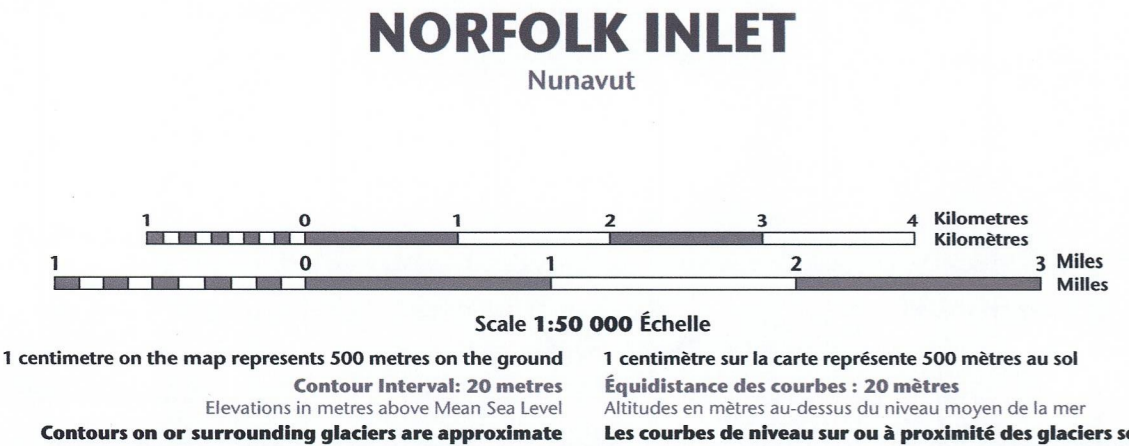 NORFOLK INLET
Nunavut
1 0 1 2 3 4 Kilometres
Kilomètres
1 0 1 2 3 Miles
Milles
Scale 1:50 000 Échelle
1 centimetre on the map represents 500 metres on the ground
Contour Interval: 20 metres
Elevations in metres above Mean Sea Level
Contours on or surrounding glaciers are approximate
1 centimètre sur la carte représente 500 mètres au sol
Équidistance des courbes : 20 mètres
Altitudes en mètres au-dessus du niveau moyen de la mer
Les courbes de niveau sur ou à proximité des glaciers